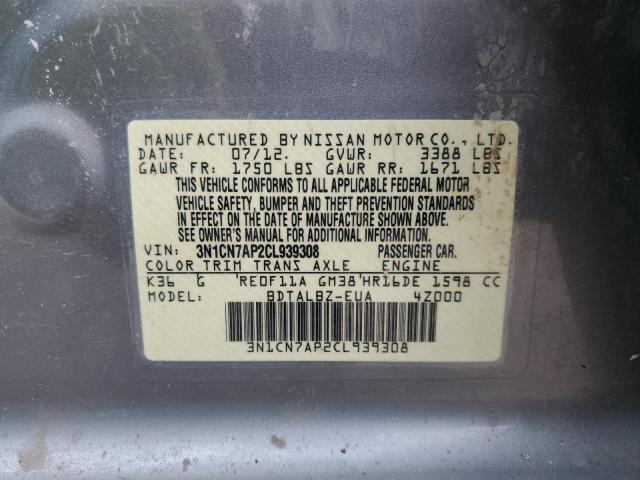 MANUFACTURED BY NISSAN MOTOR CO., LTD.
DATE: 07/12. GVWR: 3388 LBS
GAWR FR: 1750 LBS GAWR RR: 1671 LBS
THIS VEHICLE CONFORMS TO ALL APPLICABLE FEDERAL MOTOR
VEHICLE SAFETY, BUMPER AND THEFT PREVENTION STANDARDS
IN EFFECT ON THE DATE OF MANUFACTURE SHOWN ABOVE.
SEE OWNER'S MANUAL FOR ADDITIONAL INFORMATION.
VIN: 3N1CN7AP2CL939308 PASSENGER CAR.
COLOR TRIM TRANS AXLE ENGINE
K36 G 'RE0F11A GM38'HR16DE 1598 CC
MODEL: BDTALBZ-EUA 4Z000
3N1CN7AP2CL939308